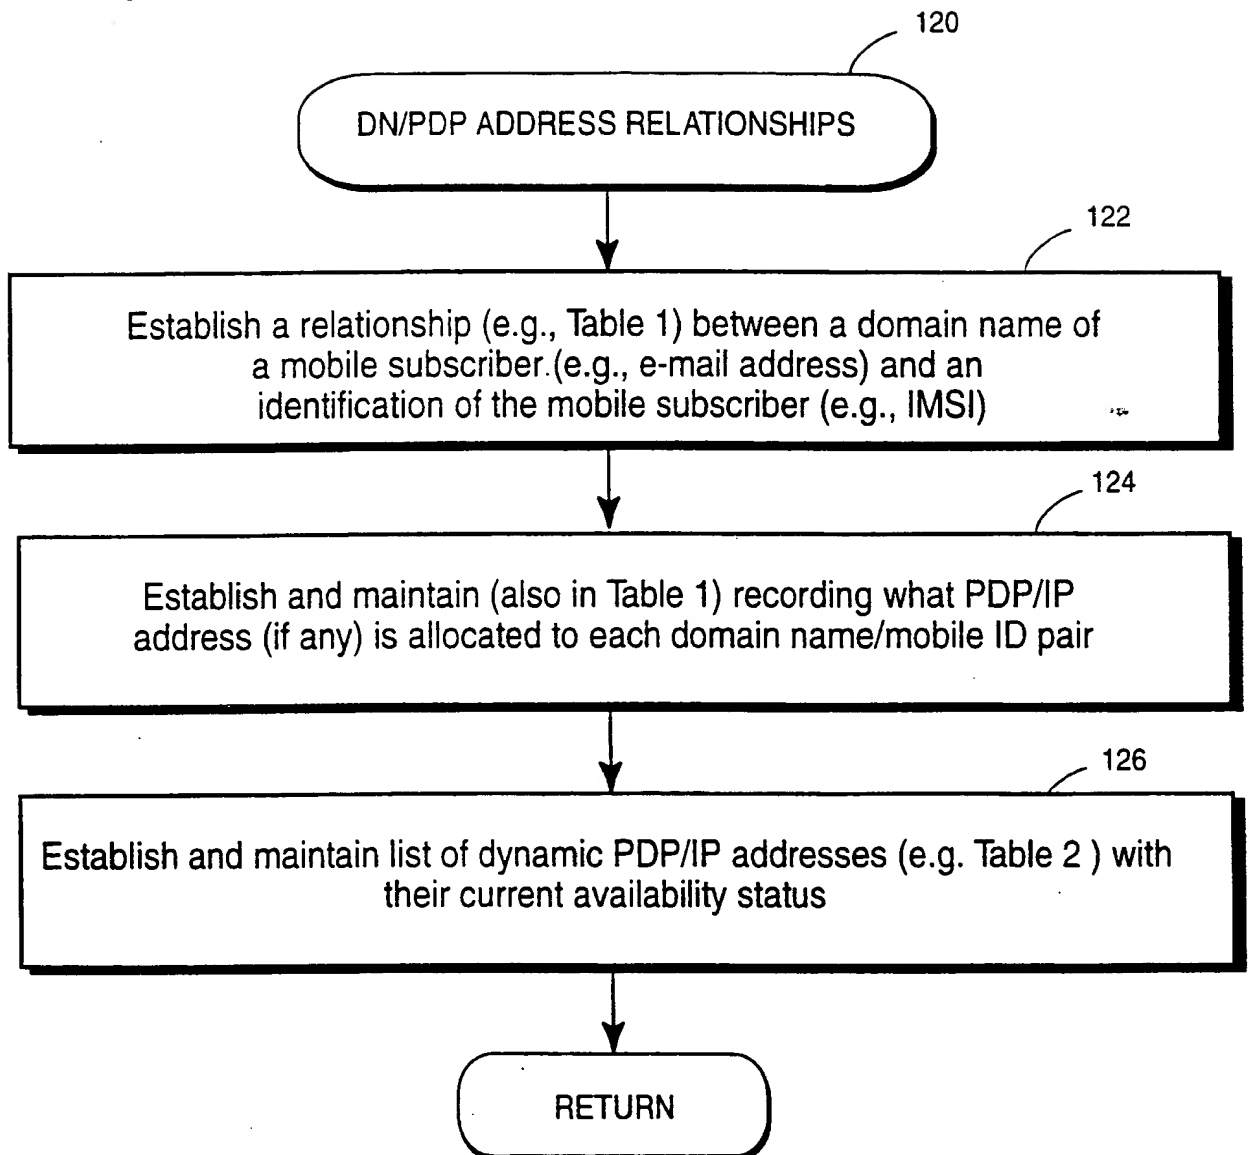 120
DN/PDP ADDRESS RELATIONSHIPS
122
Establish a relationship (e.g., Table 1) between a domain name of
a mobile subscriber.(e.g., e-mail address) and an
identification of the mobile subscriber (e.g., IMSI)
124
Establish and maintain (also in Table 1) recording what PDP/IP
address (if any) is allocated to each domain name/mobile ID pair
126
Establish and maintain list of dynamic PDP/IP addresses (e.g. Table 2 ) with
their current availability status
RETURN